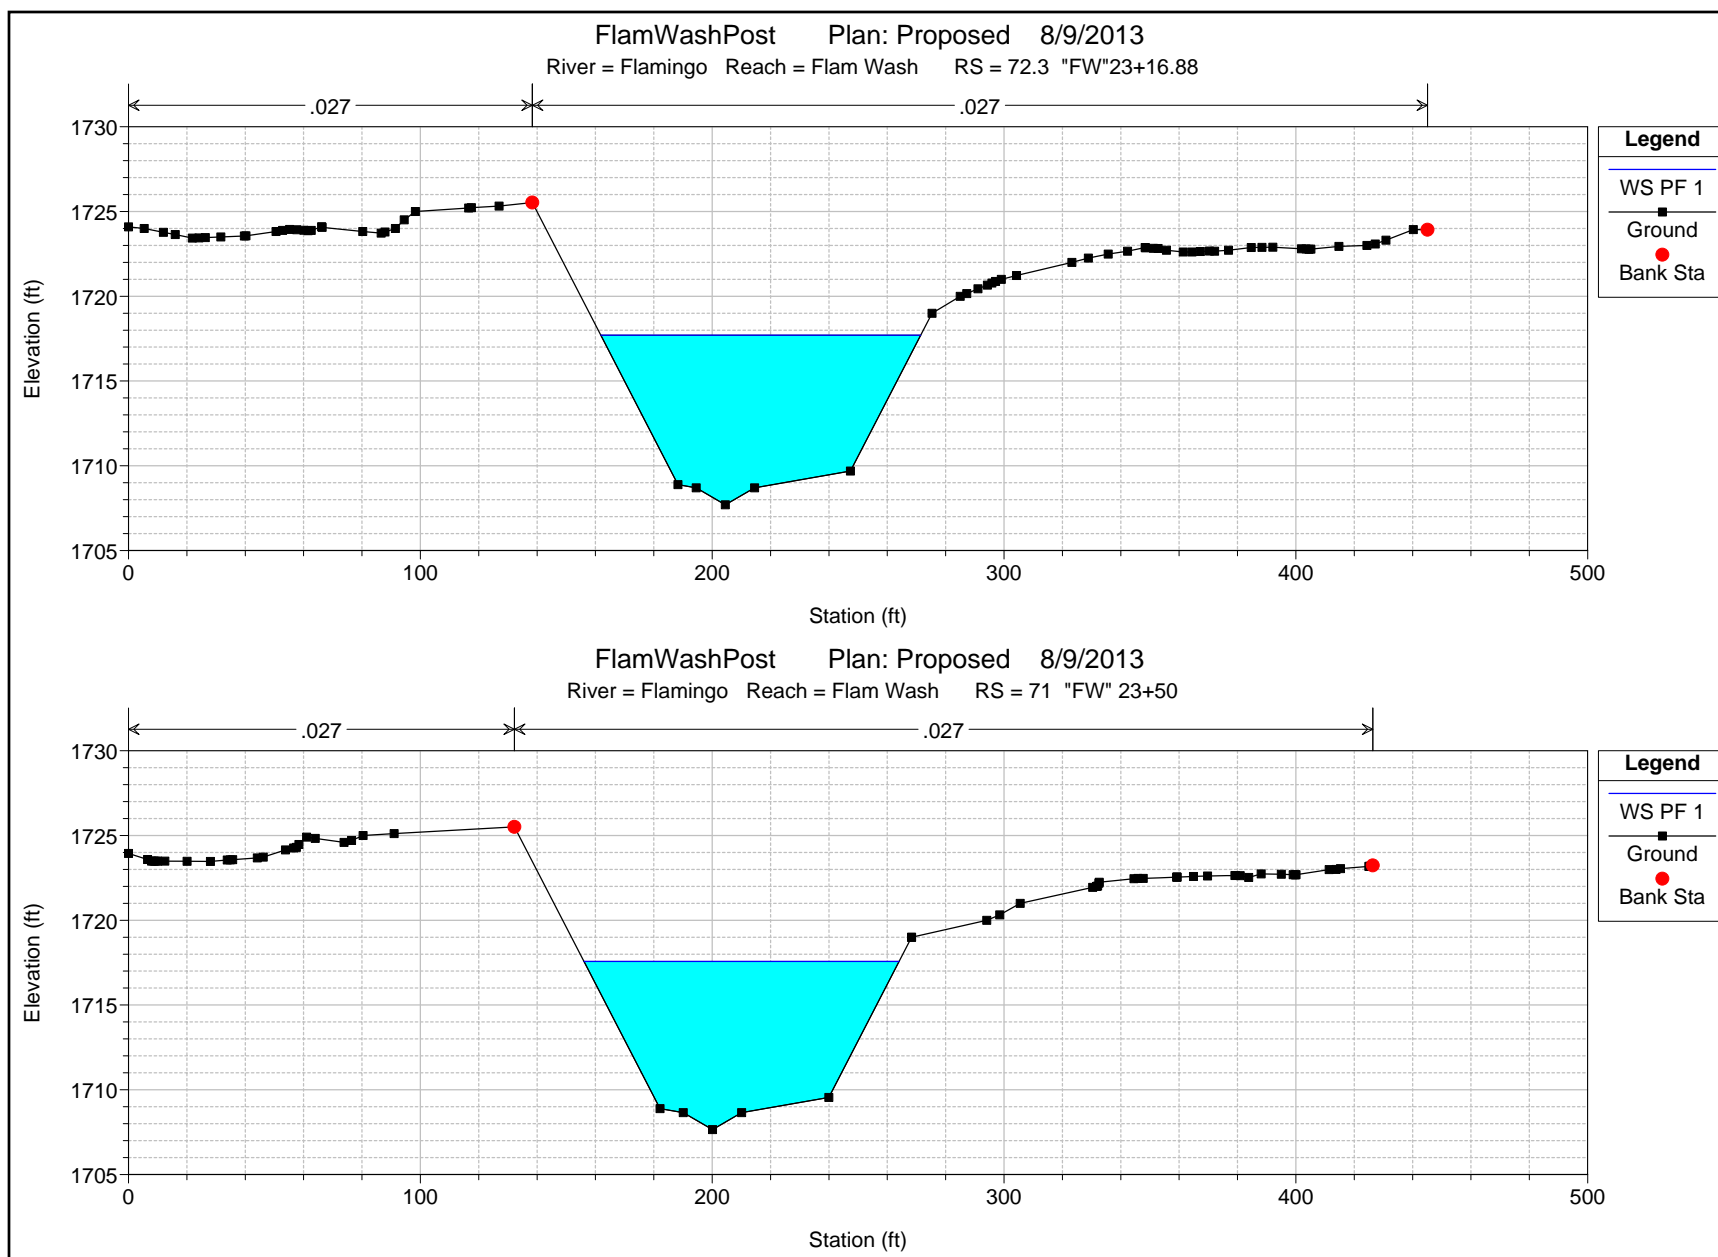 FlamWashPost Plan: Proposed 8/9/2013
River = Flamingo Reach = Flam Wash RS = 72.3 "FW"23+16.88
.027 .027
1730
1725
1720
1715
1710
1705
Elevation (ft)
0 100 200 300 400 500
Station (ft)
Legend
WS PF 1
Ground
Bank Sta
FlamWashPost Plan: Proposed 8/9/2013
River = Flamingo Reach = Flam Wash RS = 71 "FW" 23+50
.027 .027
1730
1725
1720
1715
1710
1705
Elevation (ft)
0 100 200 300 400 500
Station (ft)
Legend
WS PF 1
Ground
Bank Sta